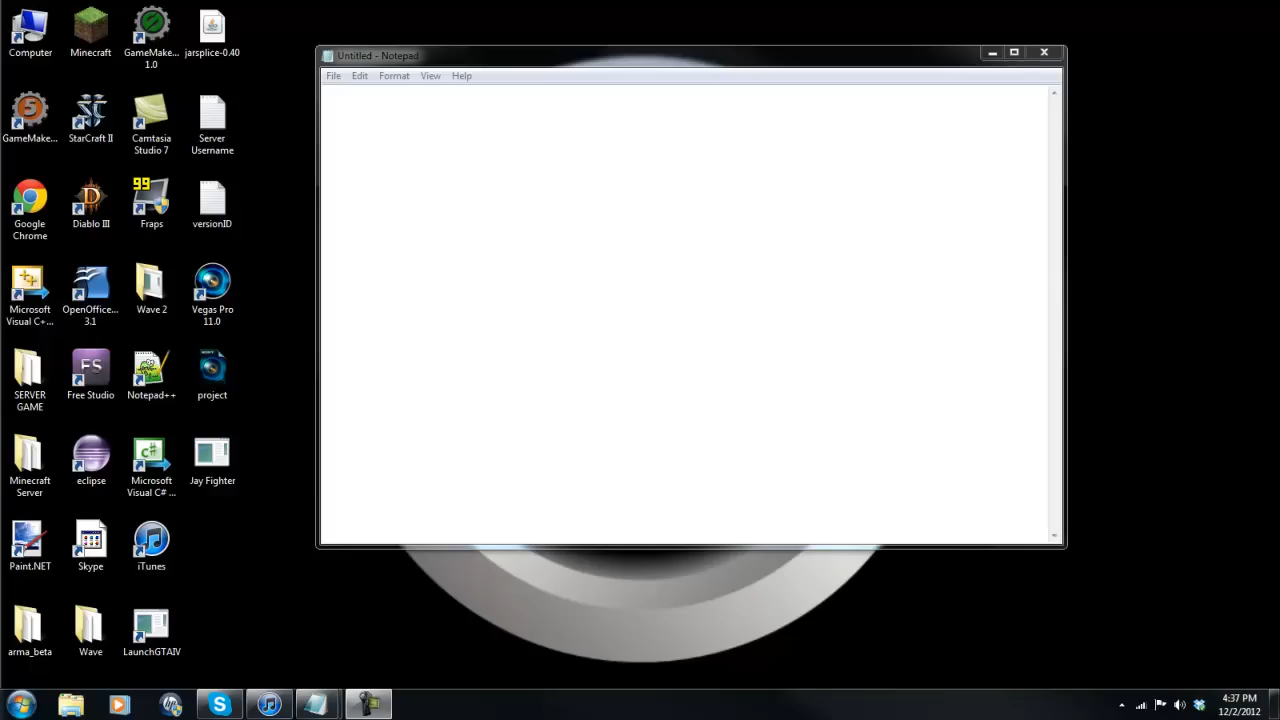 Computer
Minecraft
GameMake...
1.0
jarsplice-0.40
GameMake...
StarCraft II
Camtasia
Studio 7
Server
Username
Google
Chrome
Diablo III
99
Fraps
versionID
Microsoft
Visual C+...
OpenOffice...
3.1
Wave 2
Vegas Pro
11.0
SERVER
GAME
FS
Free Studio
Notepad++
project
Minecraft
Server
eclipse
C#
Microsoft
Visual C# ...
Jay Fighter
Paint.NET
Skype
iTunes
arma_beta
Wave
LaunchGTAIV
Untitled - Notepad
File Edit Format View Help
4:37 PM
12/2/2012